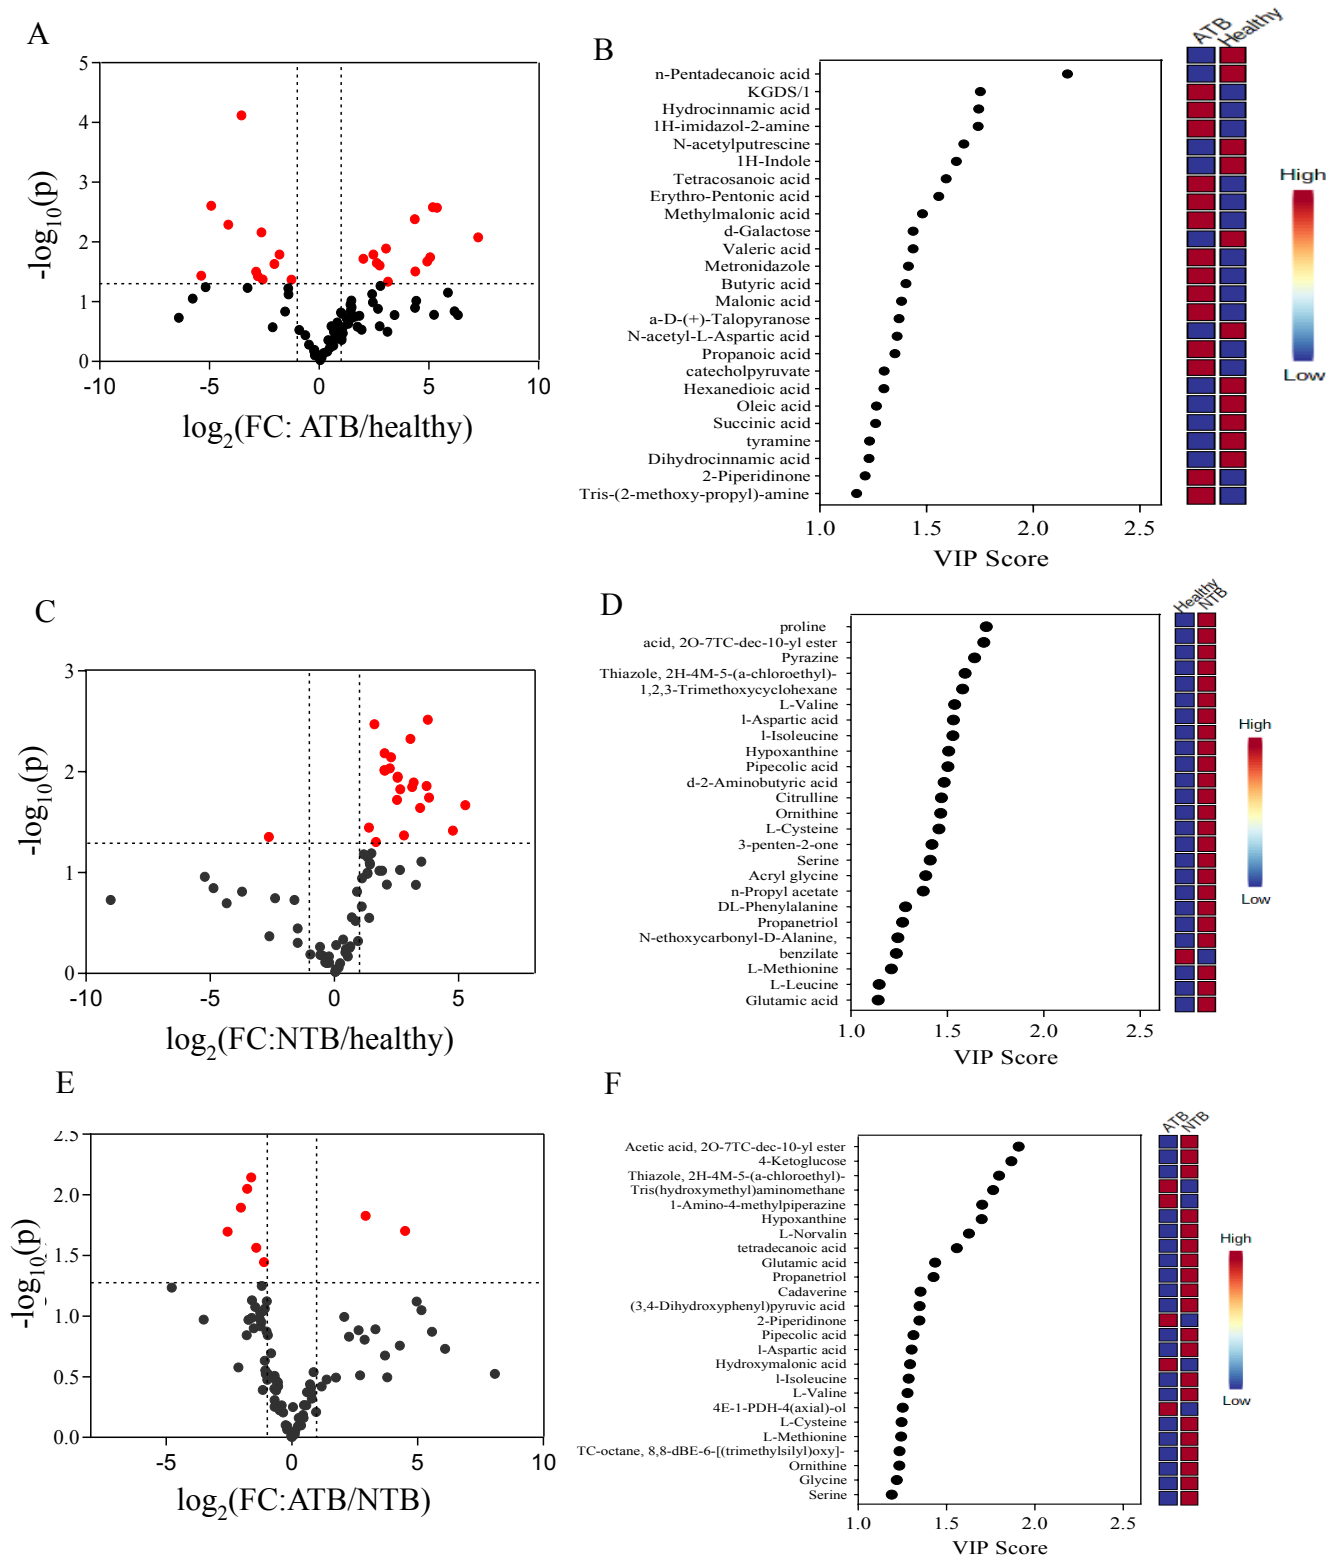 A
5
4
3
2
1
0
-log10(p)
-10
-5
0
5
10
log2(FC: ATB/healthy)
B
ATB
Healthy
n-Pentadecanoic acid
KGDS/1
Hydrocinnamic acid
1H-imidazol-2-amine
N-acetylputrescine
1H-Indole
Tetracosanoic acid
Erythro-Pentonic acid
Methylmalonic acid
d-Galactose
Valeric acid
Metronidazole
Butyric acid
Malonic acid
a-D-(+)-Talopyranose
N-acetyl-L-Aspartic acid
Propanoic acid
catecholpyruvate
Hexanedioic acid
Oleic acid
Succinic acid
tyramine
Dihydrocinnamic acid
2-Piperidinone
Tris-(2-methoxy-propyl)-amine
1.0
1.5
2.0
2.5
VIP Score
High
Low
C
3
2
1
0
-log10(p)
-10
-5
0
5
log2(FC:NTB/healthy)
D
Healthy
NTB
proline
acid, 2O-7TC-dec-10-yl ester
Pyrazine
Thiazole, 2H-4M-5-(a-chloroethyl)-
1,2,3-Trimethoxycyclohexane
L-Valine
l-Aspartic acid
l-Isoleucine
Hypoxanthine
Pipecolic acid
d-2-Aminobutyric acid
Citrulline
Ornithine
L-Cysteine
3-penten-2-one
Serine
Acryl glycine
n-Propyl acetate
DL-Phenylalanine
Propanetriol
N-ethoxycarbonyl-D-Alanine,
benzilate
L-Methionine
L-Leucine
Glutamic acid
1.0
1.5
2.0
2.5
VIP Score
High
Low
E
2.5
2.0
1.5
1.0
0.5
0.0
-log10(p)
-5
0
5
10
log2(FC:ATB/NTB)
F
ATB
NTB
Acetic acid, 2O-7TC-dec-10-yl ester
4-Ketoglucose
Thiazole, 2H-4M-5-(a-chloroethyl)-
Tris(hydroxymethyl)aminomethane
1-Amino-4-methylpiperazine
Hypoxanthine
L-Norvalin
tetradecanoic acid
Glutamic acid
Propanetriol
Cadaverine
(3,4-Dihydroxyphenyl)pyruvic acid
2-Piperidinone
Pipecolic acid
l-Aspartic acid
Hydroxymalonic acid
l-Isoleucine
L-Valine
4E-1-PDH-4(axial)-ol
L-Cysteine
L-Methionine
TC-octane, 8,8-dBE-6-[(trimethylsilyl)oxy]-
Ornithine
Glycine
Serine
1.0
1.5
2.0
2.5
VIP Score
High
Low